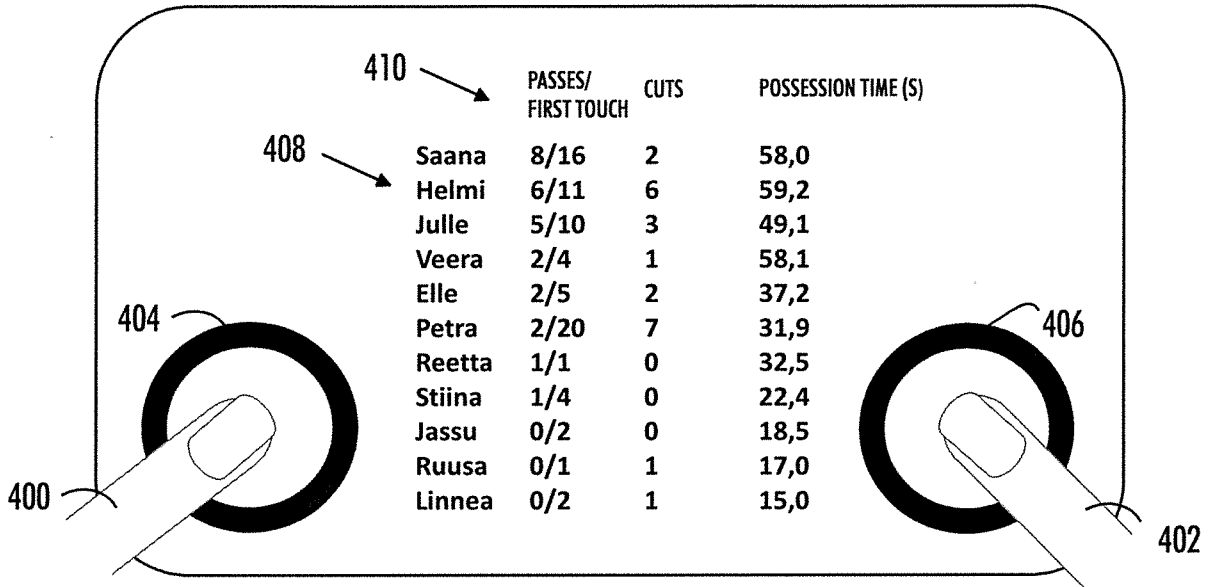 410
PASSES/ CUTS POSSESSION TIME (S)
FIRST TOUCH
408
Saana 8/16 2 58,0
Helmi 6/11 6 59,2
Julle 5/10 3 49,1
Veera 2/4 1 58,1
Elle 2/5 2 37,2
404
Petra 2/20 7 31,9
406
Reetta 1/1 0 32,5
Stiina 1/4 0 22,4
Jassu 0/2 0 18,5
Ruusa 0/1 1 17,0
400
Linnea 0/2 1 15,0
402